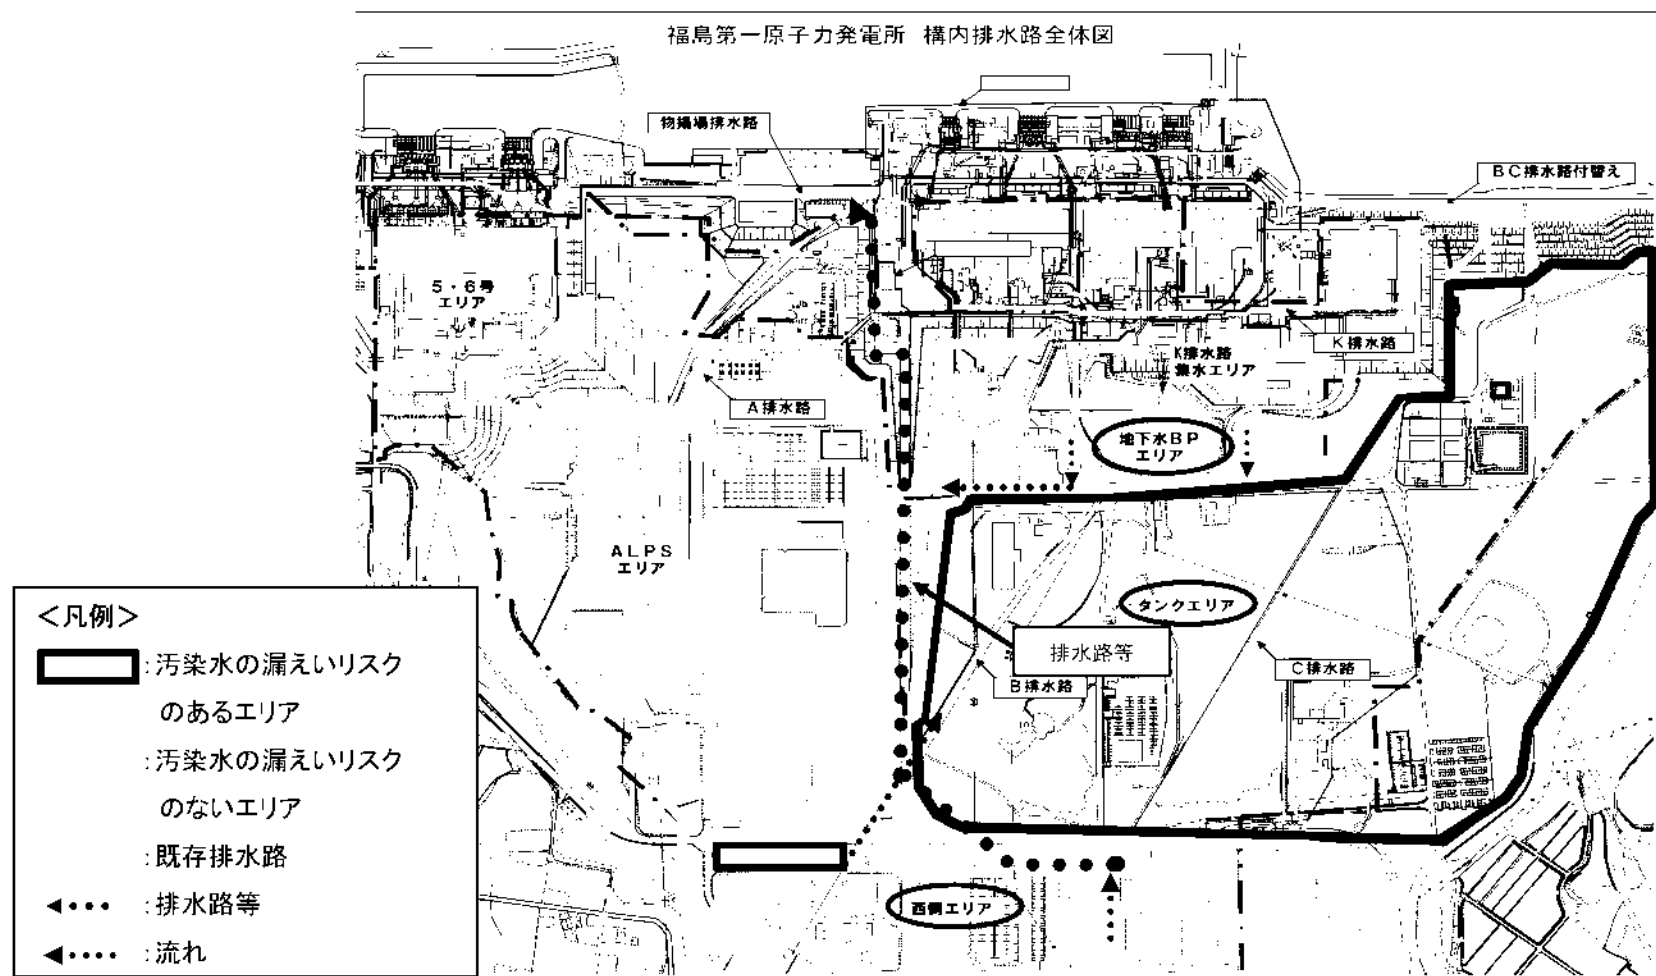 福島第一原子力発電所 構内排水路全体図
物揚場排水路
BC排水路付替え
5・6号
エリア
K排水路
K排水路
集水エリア
A排水路
地下水BP
エリア
ALPS
エリア
タンクエリア
排水路等
B排水路
C排水路
西側エリア
<凡例>
:汚染水の漏えいリスク
のあるエリア
:汚染水の漏えいリスク
のないエリア
:既存排水路
:排水路等
:流れ